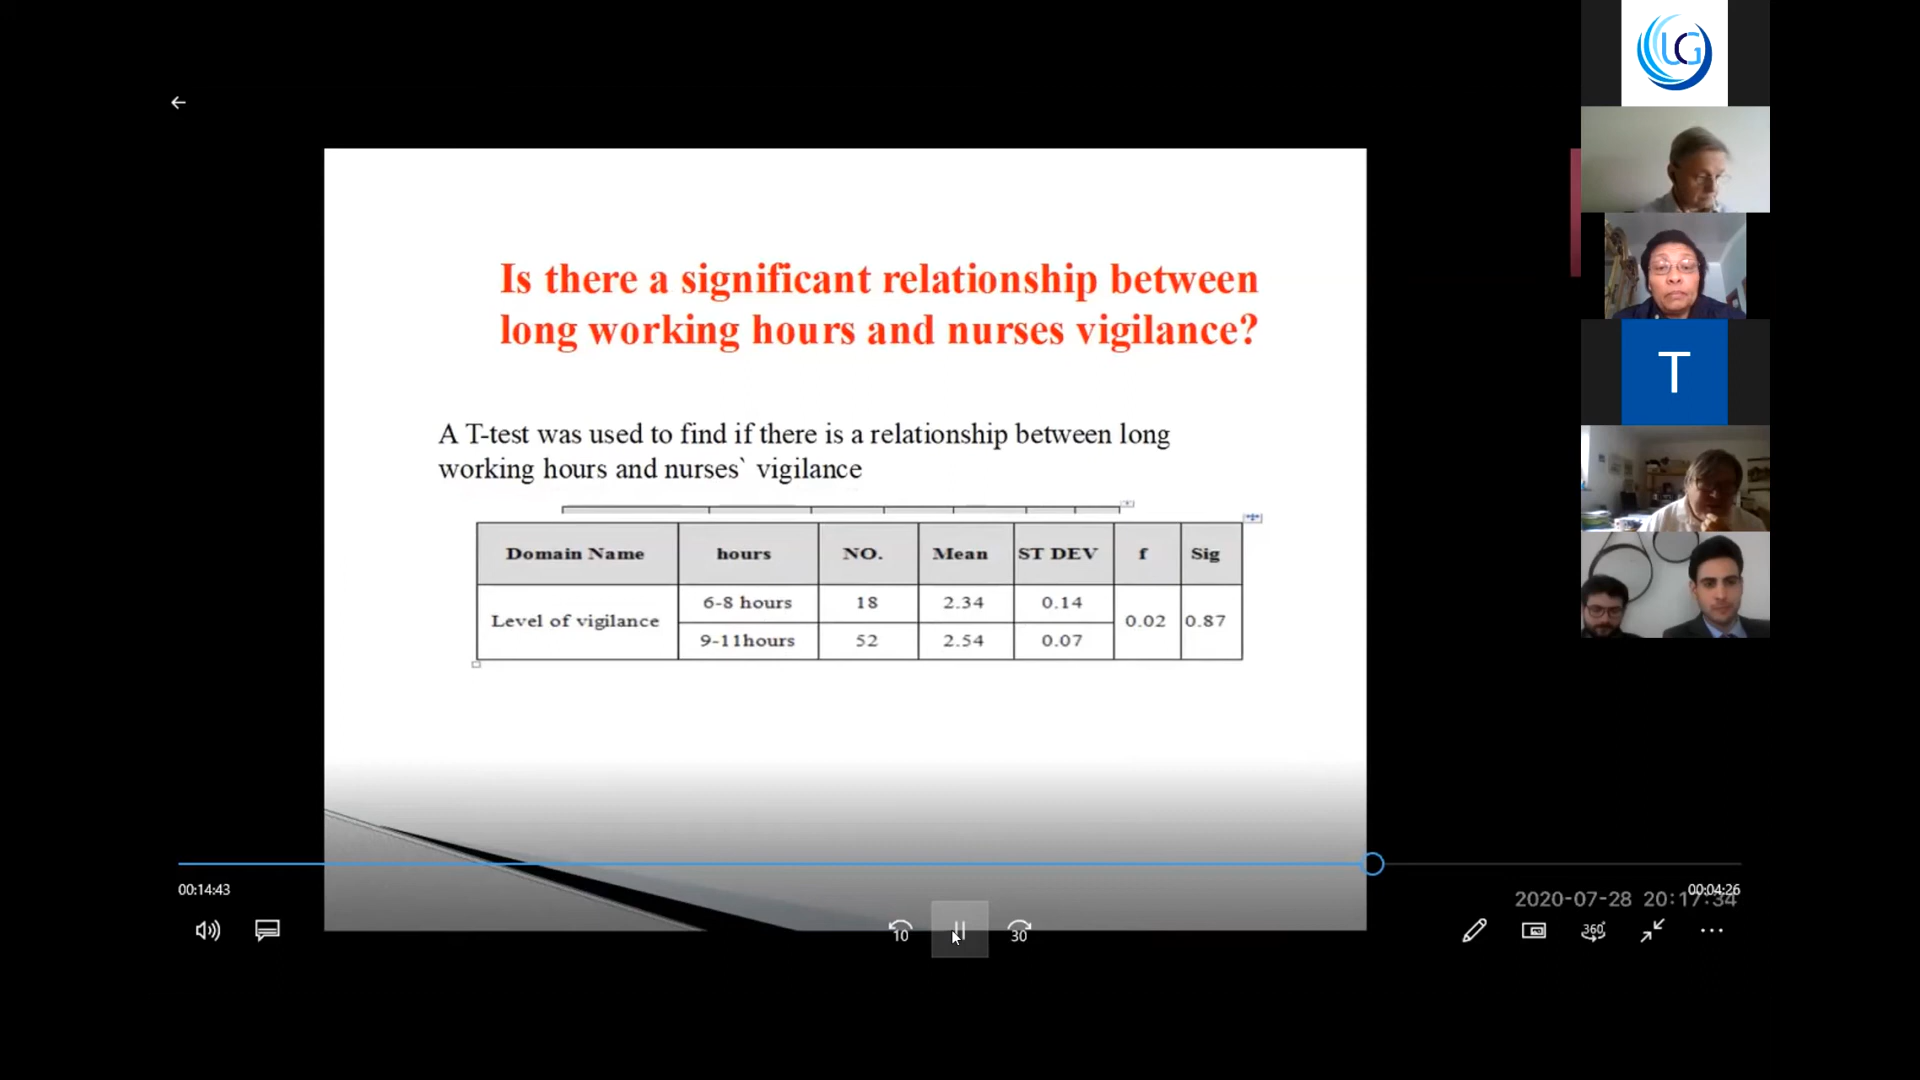 LG
Is there a significant relationship between
long working hours and nurses vigilance?
A T-test was used to find if there is a relationship between long
working hours and nurses` vigilance
Domain Name hours NO. Mean ST DEV f Sig
Level of vigilance 6-8 hours 18 2.34 0.14 0.02 0.87
9-11hours 52 2.54 0.07
T
00:14:43
00:04:26
2020-07-28 20:17:34
10
30
360